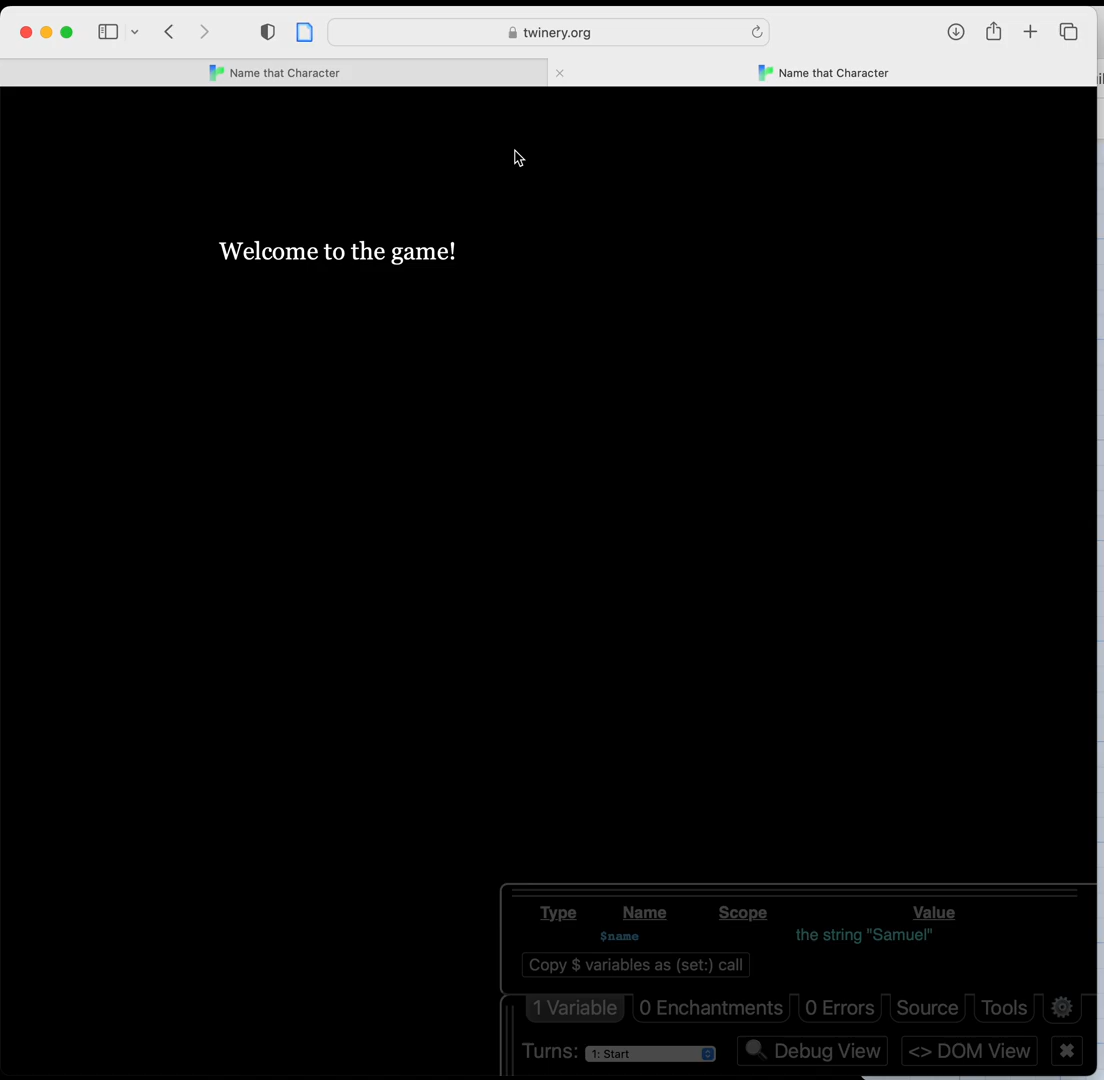 twinery.org
Name that Character
Name that Character
Welcome to the game!
Type Name Scope Value
$name the string "Samuel"
Copy $ variables as (set:) call
1 Variable 0 Enchantments 0 Errors Source Tools
Turns: 1: Start Debug View <> DOM View ✖